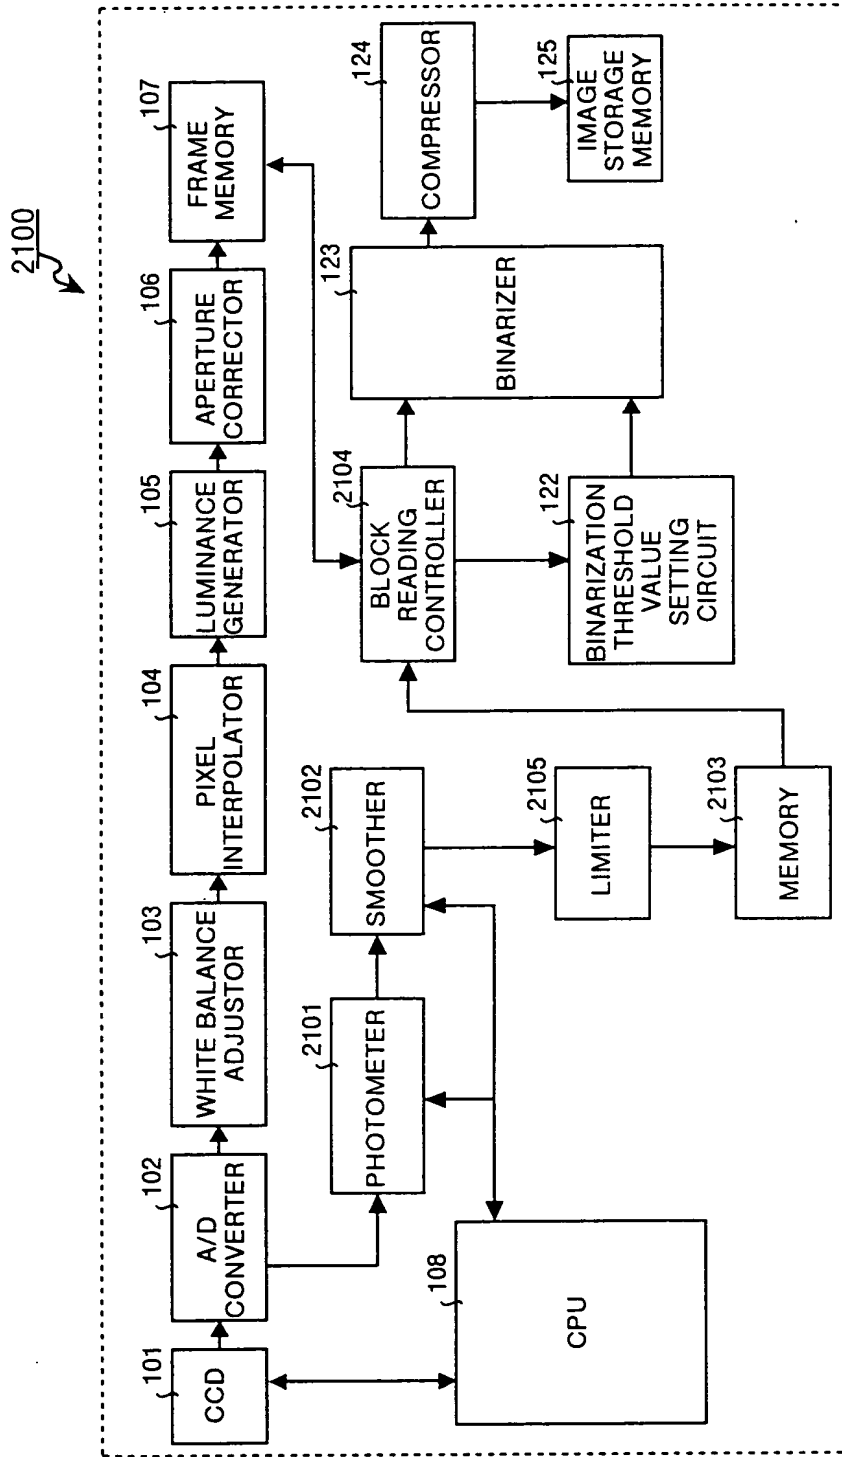 2100
101
CCD
102
A/D
CONVERTER
103
WHITE BALANCE
ADJUSTOR
104
PIXEL
INTERPOLATOR
105
LUMINANCE
GENERATOR
106
APERTURE
CORRECTOR
107
FRAME
MEMORY
108
CPU
2101
PHOTOMETER
2102
SMOOTHER
2105
LIMITER
2103
MEMORY
2104
BLOCK
READING
CONTROLLER
122
BINARIZATION
THRESHOLD
VALUE
SETTING
CIRCUIT
123
BINARIZER
124
COMPRESSOR
125
IMAGE
STORAGE
MEMORY